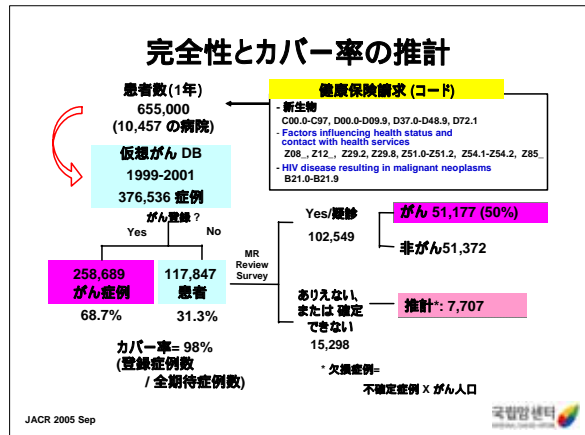 完全性とカバー率の推計
患者数 (1年)
655,000
(10,457 の病院)
健康保険請求 (コード)
- 新生物
C00.0-C97, D00.0-D09.9, D37.0-D48.9, D72.1
- Factors influencing health status and
contact with health services
Z08_, Z12_, Z29.2, Z29.8, Z51.0-Z51.2, Z54.1-Z54.2, Z85_
- HIV disease resulting in malignant neoplasms
B21.0-B21.9
仮想がん DB
1999-2001
376,536 症例
がん登録 ?
Yes
No
258,689
がん症例
68.7%
117,847
患者
31.3%
MR
Review
Survey
Yes/疑診
102,549
がん 51,177 (50%)
非がん51,372
ありえない、
または 確定
できない
15,298
推計*: 7,707
カバー率= 98%
(登録症例数
/ 全期待症例数)
* 欠損症例=
不確定症例 X がん人口
JACR 2005 Sep
국립암센터